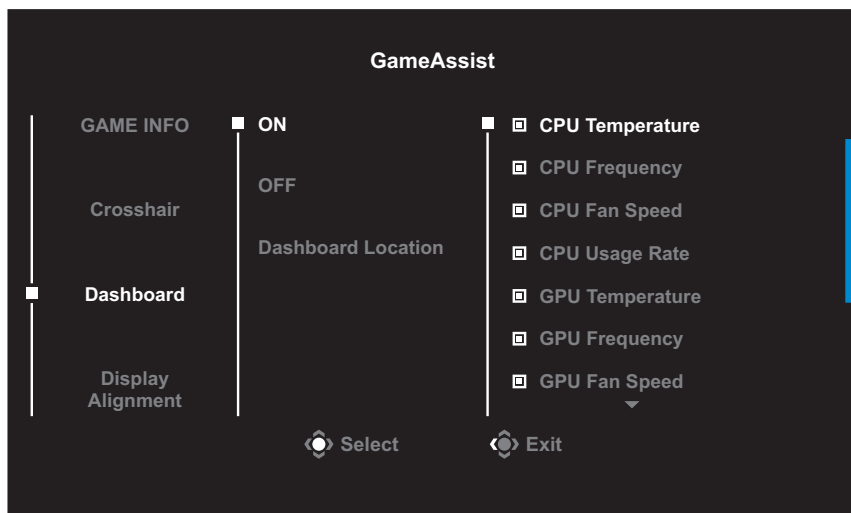 GameAssist
GAME INFO
Crosshair
Dashboard
Display
Alignment
ON
OFF
Dashboard Location
CPU Temperature
CPU Frequency
CPU Fan Speed
CPU Usage Rate
GPU Temperature
GPU Frequency
GPU Fan Speed
Select
Exit